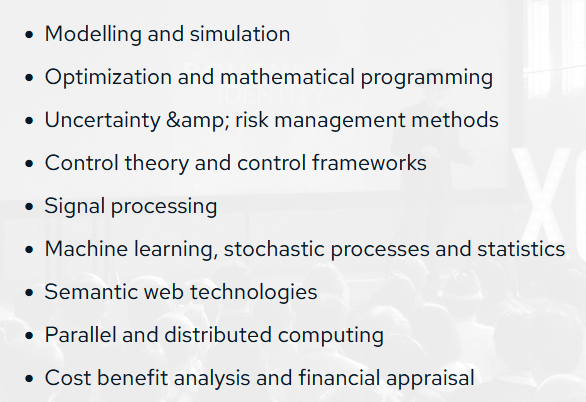 • Modelling and simulation
• Optimization and mathematical programming
• Uncertainty &amp; risk management methods
• Control theory and control frameworks
• Signal processing
• Machine learning, stochastic processes and statistics
• Semantic web technologies
• Parallel and distributed computing
• Cost benefit analysis and financial appraisal